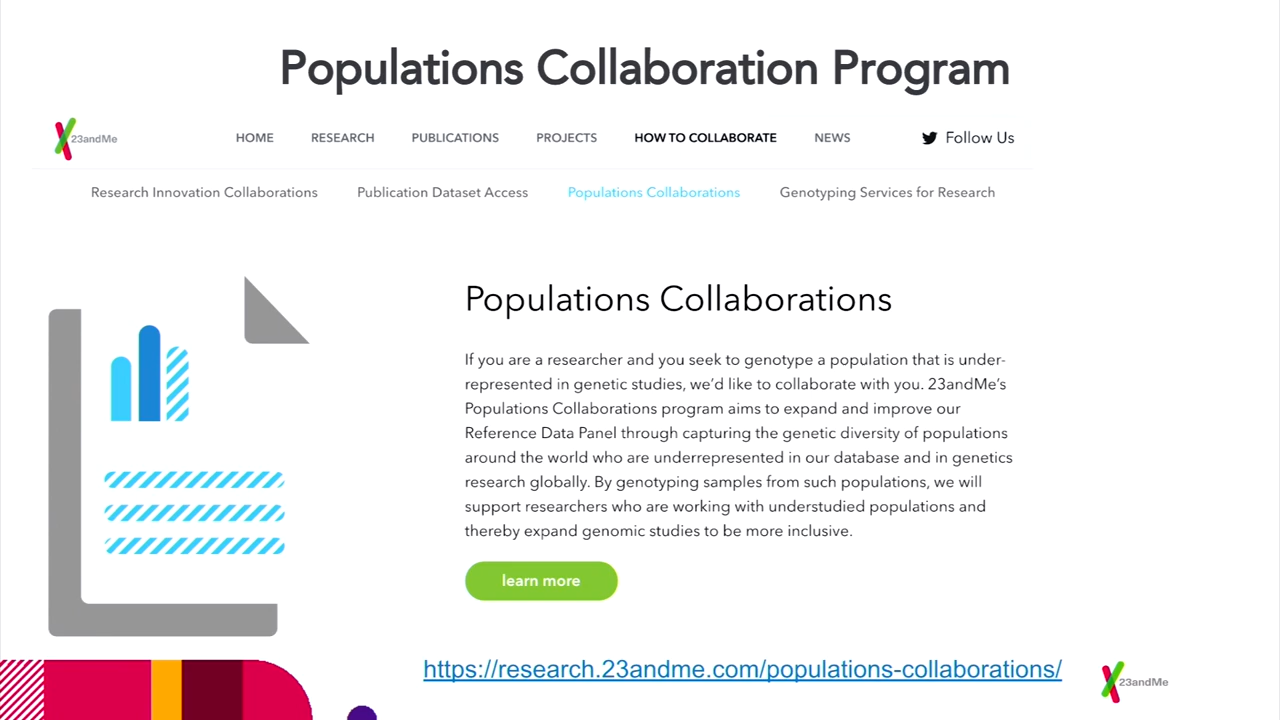 Populations Collaboration Program
23andMe
HOME RESEARCH PUBLICATIONS PROJECTS HOW TO COLLABORATE NEWS Follow Us
Research Innovation Collaborations Publication Dataset Access Populations Collaborations Genotyping Services for Research
Populations Collaborations
If you are a researcher and you seek to genotype a population that is under-
represented in genetic studies, we'd like to collaborate with you. 23andMe's
Populations Collaborations program aims to expand and improve our
Reference Data Panel through capturing the genetic diversity of populations
around the world who are underrepresented in our database and in genetics
research globally. By genotyping samples from such populations, we will
support researchers who are working with understudied populations and
thereby expand genomic studies to be more inclusive.
learn more
https://research.23andme.com/populations-collaborations/
23andMe